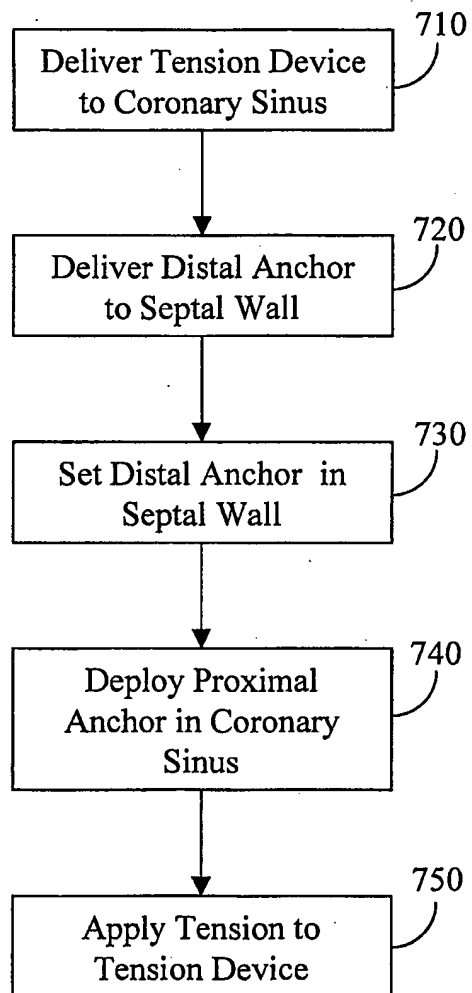 710
Deliver Tension Device
to Coronary Sinus
720
Deliver Distal Anchor
to Septal Wall
730
Set Distal Anchor in
Septal Wall
740
Deploy Proximal
Anchor in Coronary
Sinus
750
Apply Tension to
Tension Device